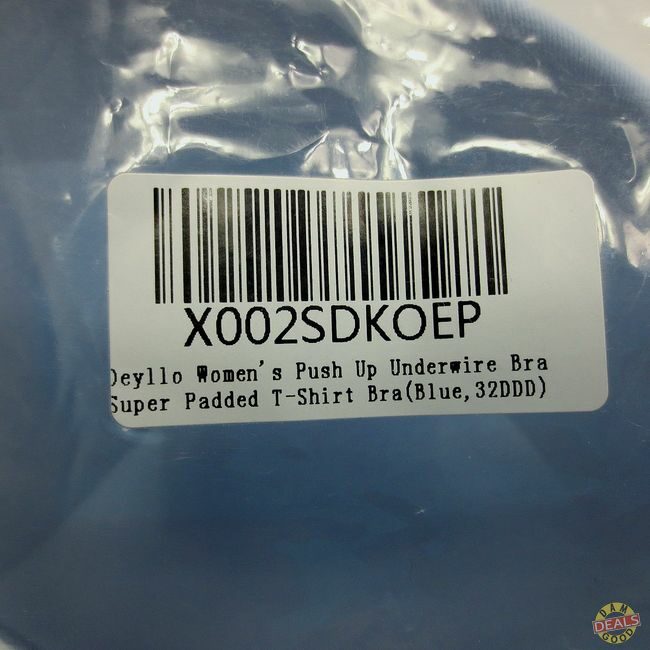 X002SDKOEP
Deyllo Women's Push Up Underwire Bra
Super Padded T-Shirt Bra(Blue,32DDD)
DAM
DEALS
GOOD